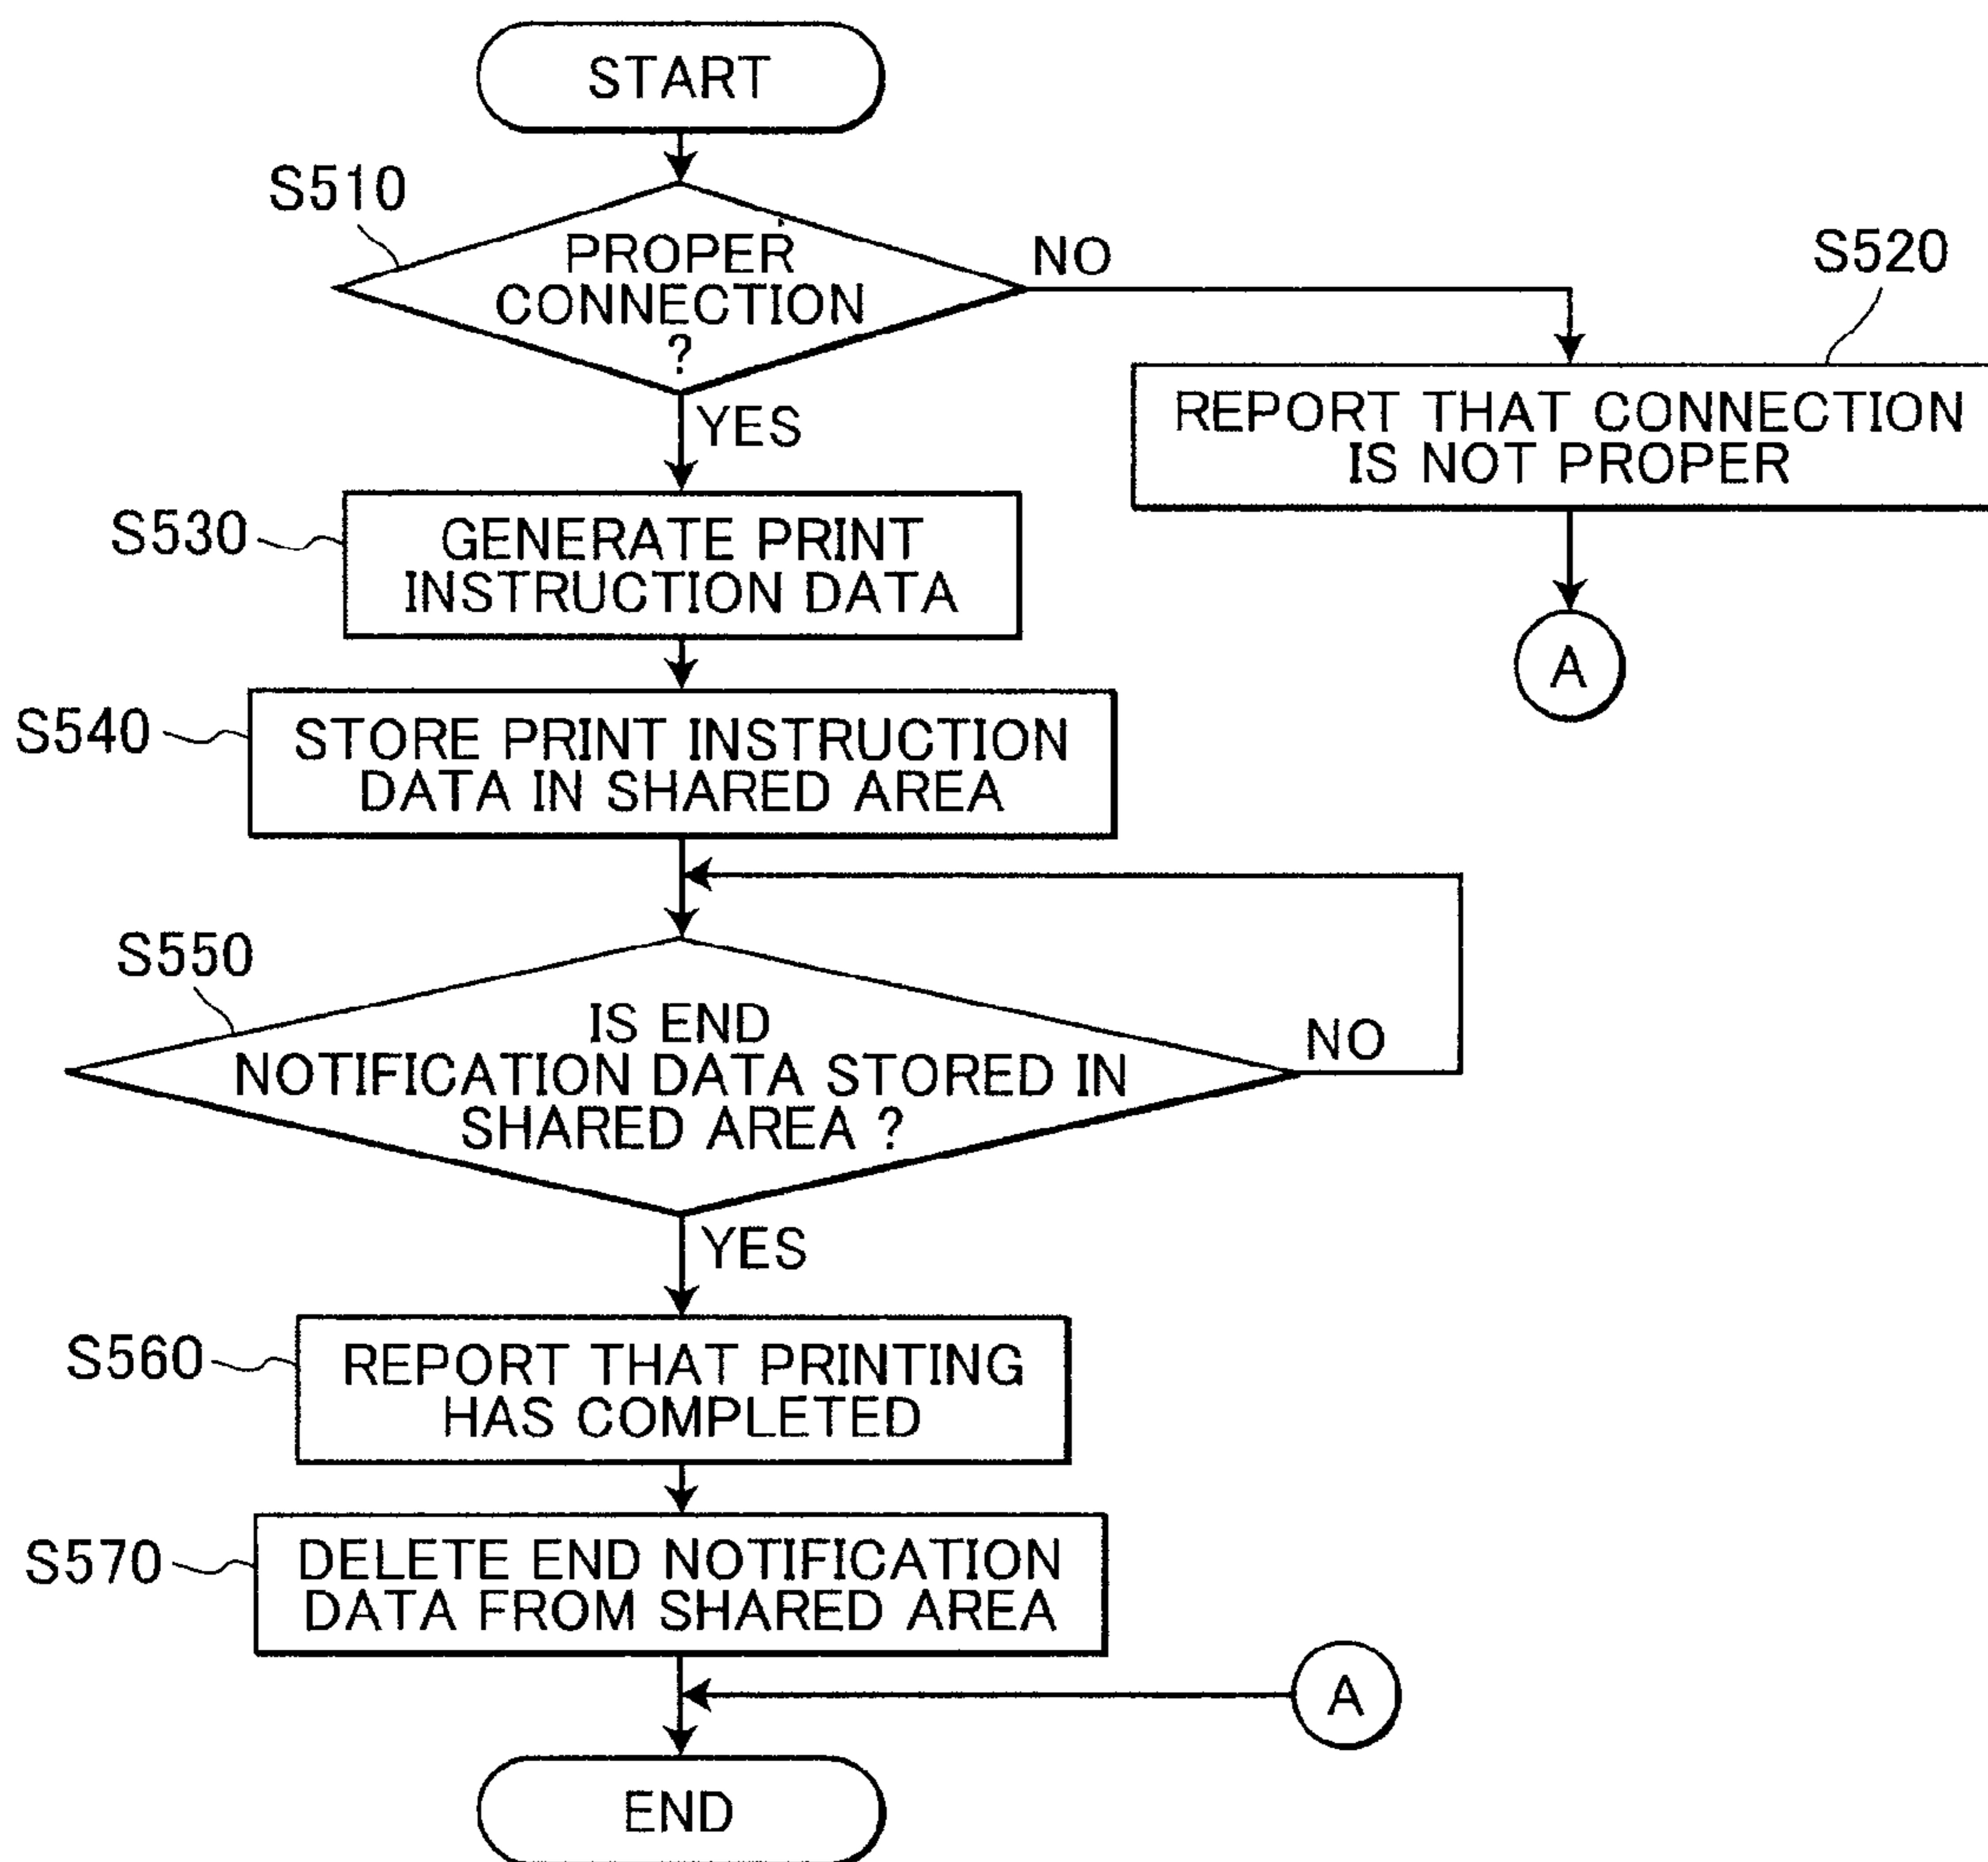 START
S510
PROPER
CONNECTION
?
NO
S520
REPORT THAT CONNECTION
IS NOT PROPER
A
YES
S530
GENERATE PRINT
INSTRUCTION DATA
S540
STORE PRINT INSTRUCTION
DATA IN SHARED AREA
S550
IS END
NOTIFICATION DATA STORED IN
SHARED AREA ?
NO
YES
S560
REPORT THAT PRINTING
HAS COMPLETED
S570
DELETE END NOTIFICATION
DATA FROM SHARED AREA
A
END